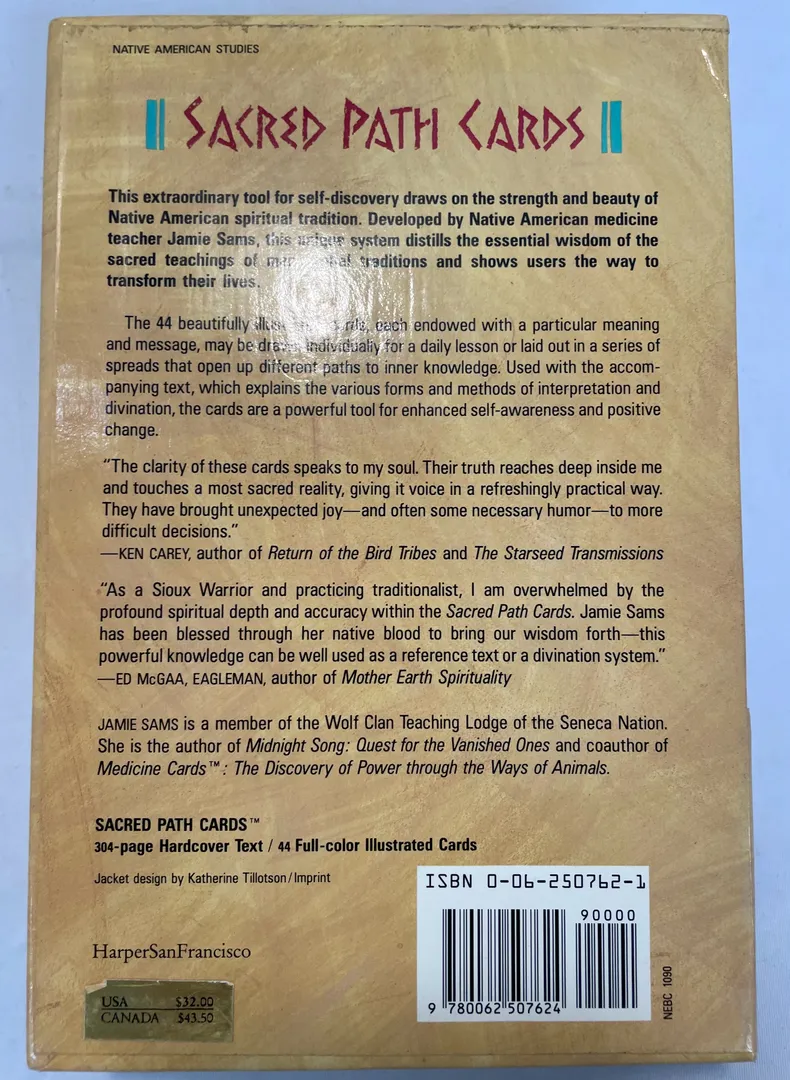 NATIVE AMERICAN STUDIES
SACRED PATH CARDS
This extraordinary tool for self-discovery draws on the strength and beauty of
Native American spiritual tradition. Developed by Native American medicine
teacher Jamie Sams, this unique system distills the essential wisdom of the
sacred teachings of traditions and shows users the way to
transform their lives.
The 44 beautifully each endowed with a particular meaning
and message, may be drawn individually for a daily lesson or laid out in a series of
spreads that open up different paths to inner knowledge. Used with the accom-
panying text, which explains the various forms and methods of interpretation and
divination, the cards are a powerful tool for enhanced self-awareness and positive
change.
“The clarity of these cards speaks to my soul. Their truth reaches deep inside me
and touches a most sacred reality, giving it voice in a refreshingly practical way.
They have brought unexpected joy—and often some necessary humor—to more
difficult decisions.”
—KEN CAREY, author of Return of the Bird Tribes and The Starseed Transmissions
“As a Sioux Warrior and practicing traditionalist, I am overwhelmed by the
profound spiritual depth and accuracy within the Sacred Path Cards. Jamie Sams
has been blessed through her native blood to bring our wisdom forth—this
powerful knowledge can be well used as a reference text or a divination system.”
—ED McGAA, EAGLEMAN, author of Mother Earth Spirituality
JAMIE SAMS is a member of the Wolf Clan Teaching Lodge of the Seneca Nation.
She is the author of Midnight Song: Quest for the Vanished Ones and coauthor of
Medicine Cards™: The Discovery of Power through the Ways of Animals.
SACRED PATH CARDS™
304-page Hardcover Text / 44 Full-color Illustrated Cards
Jacket design by Katherine Tillotson/Imprint
ISBN 0-06-250762-1
90000
9 780062 507624
NEBC 1090
HarperSanFrancisco
USA $32.00
CANADA $43.50